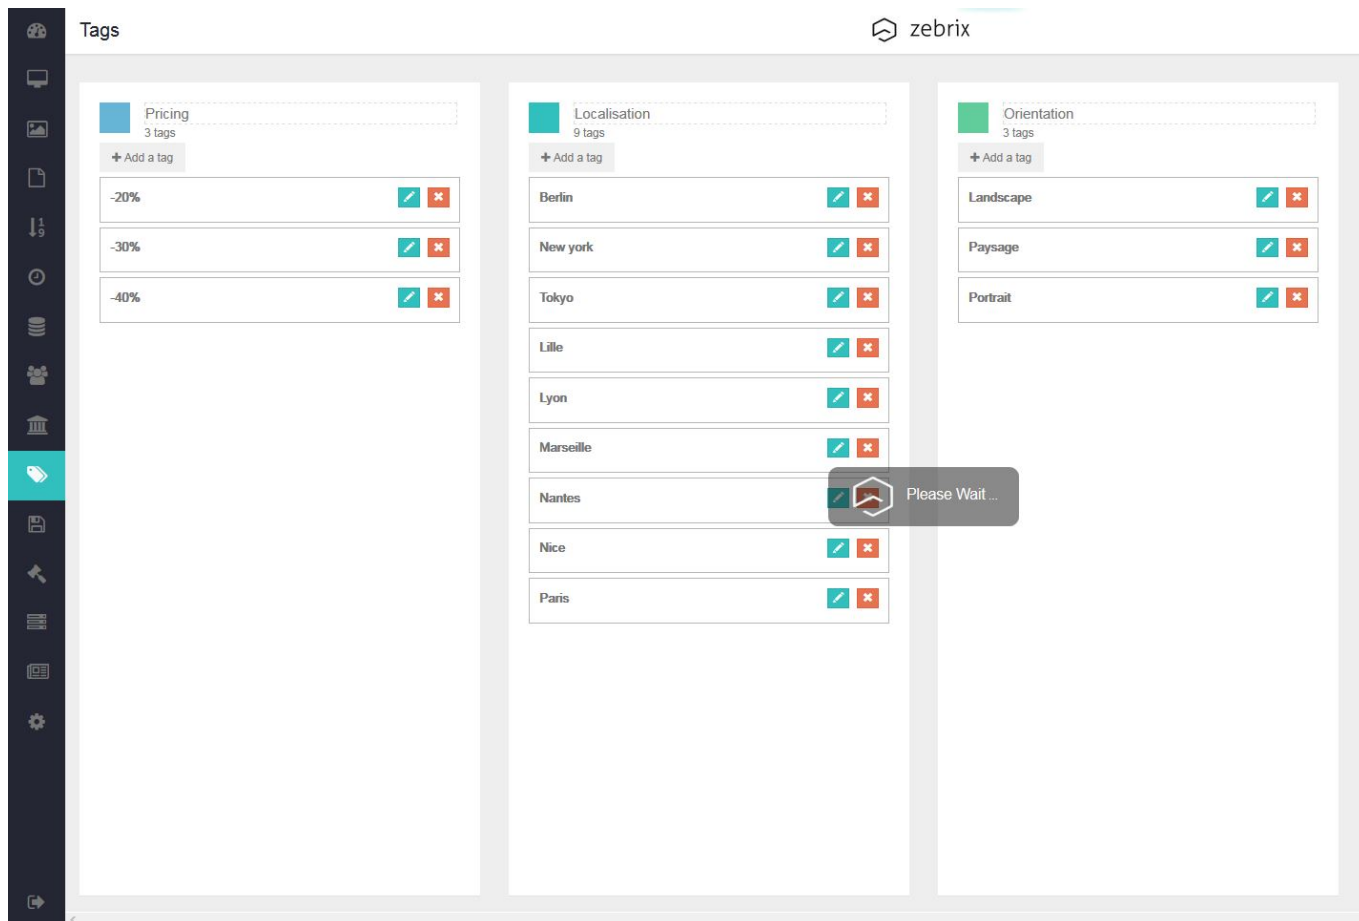 Tags
zebrix
Pricing
3 tags
+ Add a tag
-20%
-30%
-40%
Localisation
9 tags
+ Add a tag
Berlin
New york
Tokyo
Lille
Lyon
Marseille
Nantes
Nice
Paris
Please Wait ...
Orientation
3 tags
+ Add a tag
Landscape
Paysage
Portrait